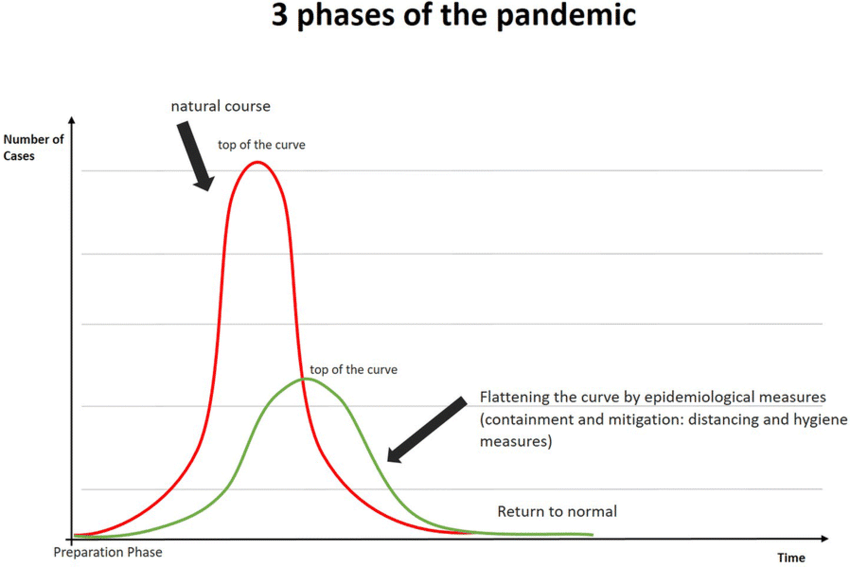 3 phases of the pandemic
natural course
Number of
Cases
top of the curve
top of the curve
Flattening the curve by epidemiological measures
(containment and mitigation: distancing and hygiene
measures)
Return to normal
Preparation Phase
Time